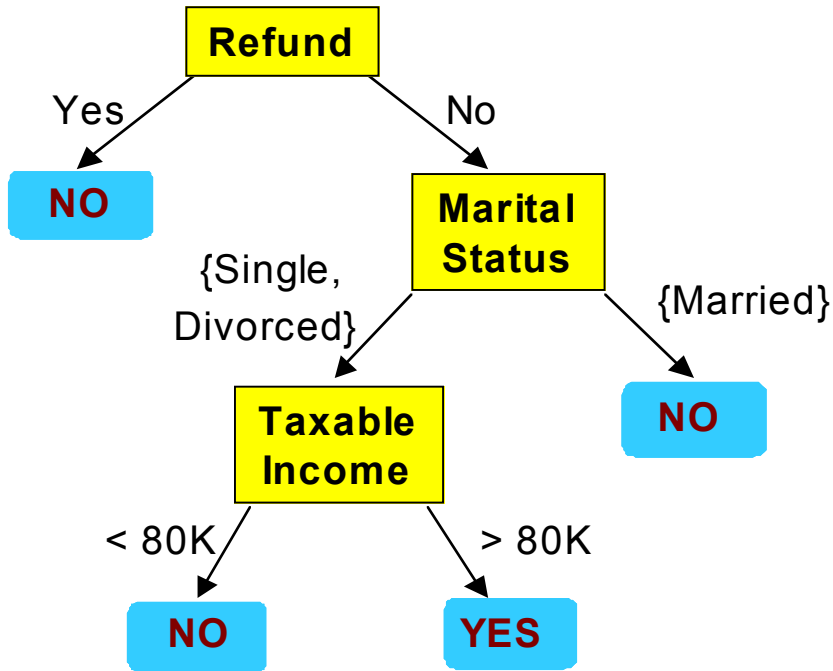 Refund
Yes
No
NO
Marital
Status
{Single,
Divorced}
{Married}
Taxable
Income
NO
< 80K
> 80K
NO
YES